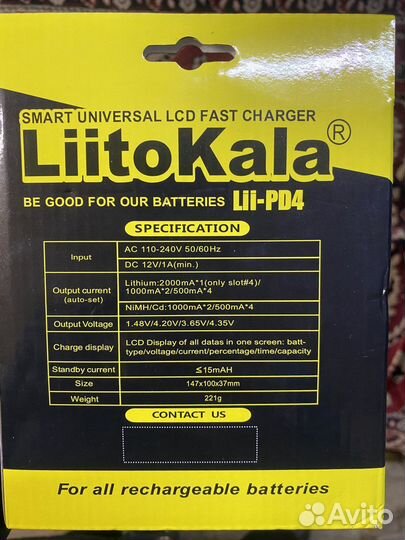 SMART UNIVERSAL LCD FAST CHARGER
LiitoKala®
BE GOOD FOR OUR BATTERIES Lii-PD4
SPECIFICATION
Input
AC 110-240V 50/60Hz
DC 12V/1A(min.)
Output current
(auto-set)
Lithium:2000mA*1(only slot#4)/
1000mA*2/500mA*4
NiMH/Cd:1000mA*2/500mA*4
Output Voltage
1.48V/4.20V/3.65V/4.35V
Charge display
LCD Display of all datas in one screen: batt-
type/voltage/current/percentage/time/capacity
Standby current
≤15mAH
Size
147x100x37mm
Weight
221g
CONTACT US
For all rechargeable batteries
Avito